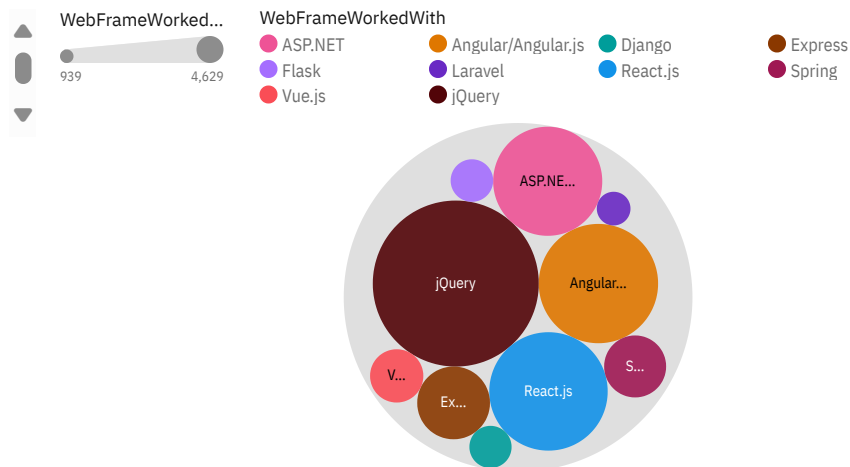 WebFrameWorked...
939 4,629
WebFrameWorkedWith
ASP.NET Angular/Angular.js Django Express
Flask Laravel React.js Spring
Vue.js jQuery
ASP.NE...
jQuery Angular...
S...
V...
React.js
Ex...